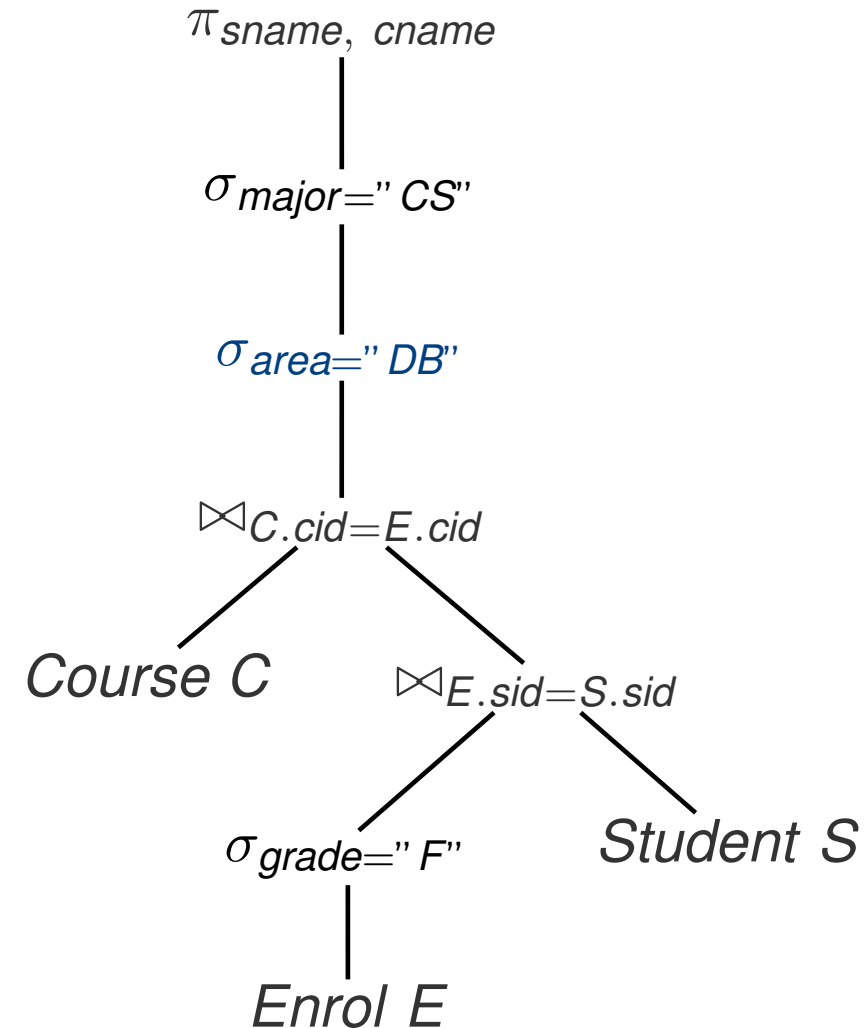 π sname, cname
σ major=”CS”
σ area=”DB”
⋈ C.cid=E.cid
Course C
⋈ E.sid=S.sid
σ grade=”F”
Student S
Enrol E